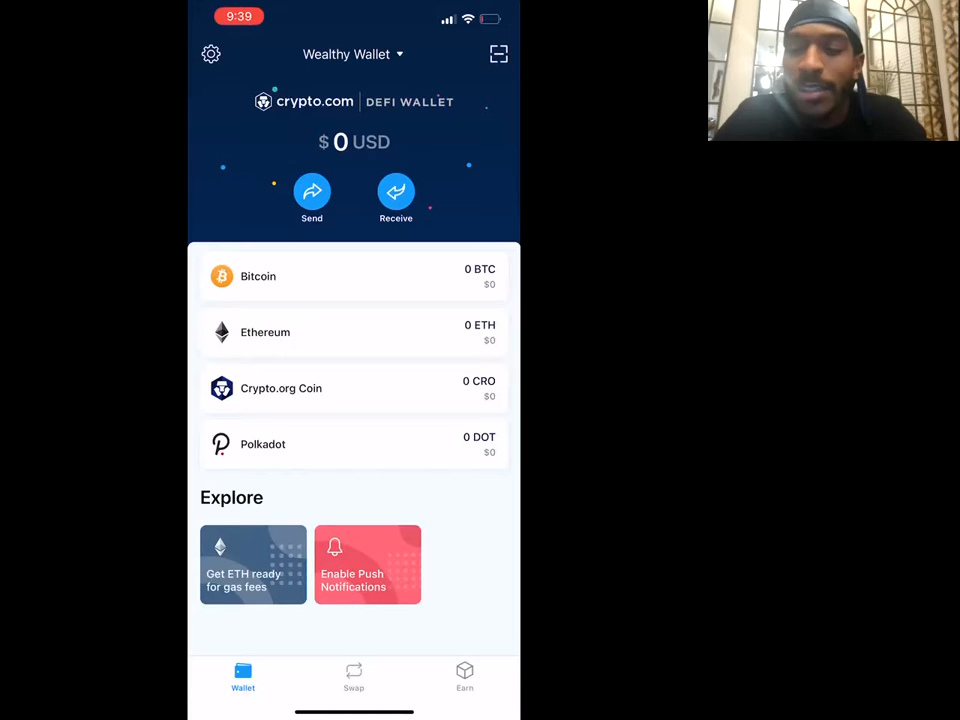 9:39
Wealthy Wallet
crypto.com | DEFI WALLET
$ 0 USD
Send
Receive
Bitcoin
0 BTC
$0
Ethereum
0 ETH
$0
Crypto.org Coin
0 CRO
$0
Polkadot
0 DOT
$0
Explore
Get ETH ready
for gas fees
Enable Push
Notifications
Wallet
Swap
Earn